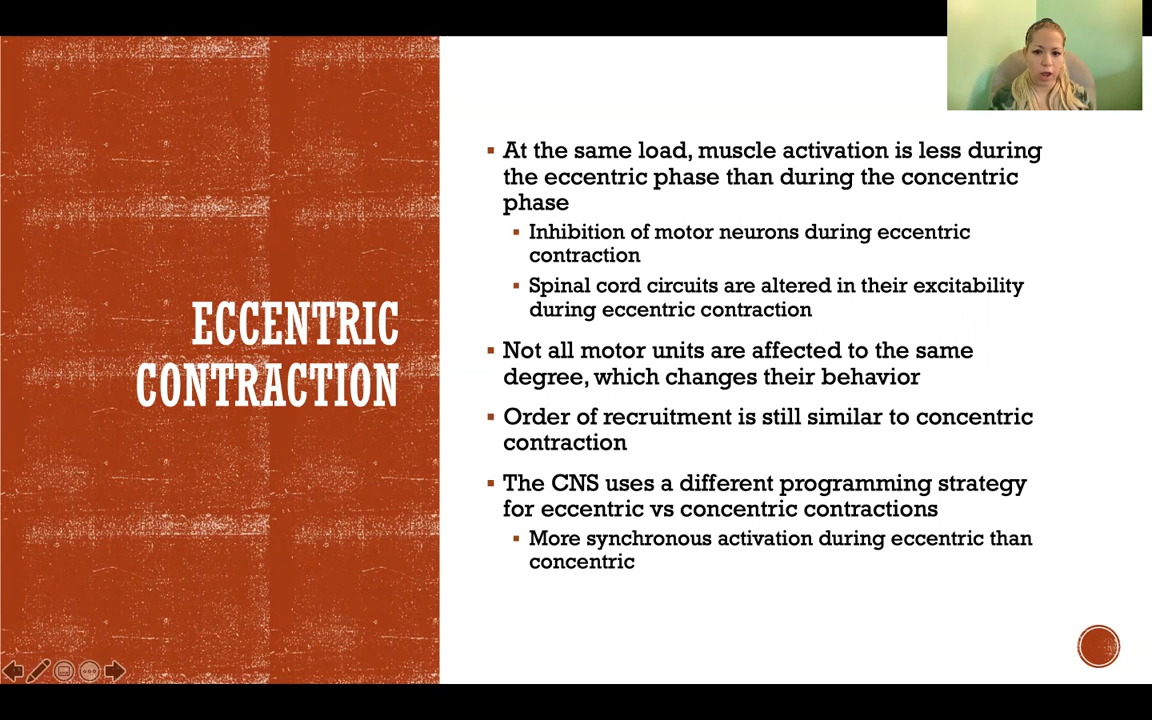 ECCENTRIC
CONTRACTION
▪ At the same load, muscle activation is less during
the eccentric phase than during the concentric
phase
▪ Inhibition of motor neurons during eccentric
contraction
▪ Spinal cord circuits are altered in their excitability
during eccentric contraction
▪ Not all motor units are affected to the same
degree, which changes their behavior
▪ Order of recruitment is still similar to concentric
contraction
▪ The CNS uses a different programming strategy
for eccentric vs concentric contractions
▪ More synchronous activation during eccentric than
concentric